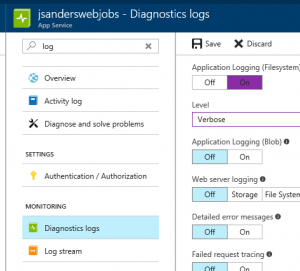 jsanderswebjobs - Diagnostics logs
App Service
log
Overview
Activity log
Diagnose and solve problems
SETTINGS
Authentication / Authorization
MONITORING
Diagnostics logs
Log stream
Save Discard
Application Logging (Filesystem)
Off On
Level
Verbose
Application Logging (Blob)
Off On
Web server logging
Off Storage File System
Detailed error messages
Off On
Failed request tracing
Off On